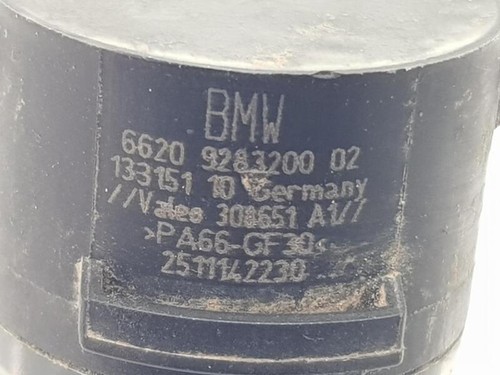 BMW
6620 9283200 02
133151 10 Germany
//Valeo 308651 A1//
>PA66-GF30<
2511142230